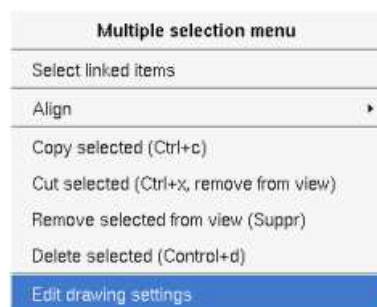 Multiple selection menu
Select linked items
Align
Copy selected (Ctrl+c)
Cut selected (Ctrl+x, remove from view)
Remove selected from view (Suppr)
Delete selected (Control+d)
Edit drawing settings